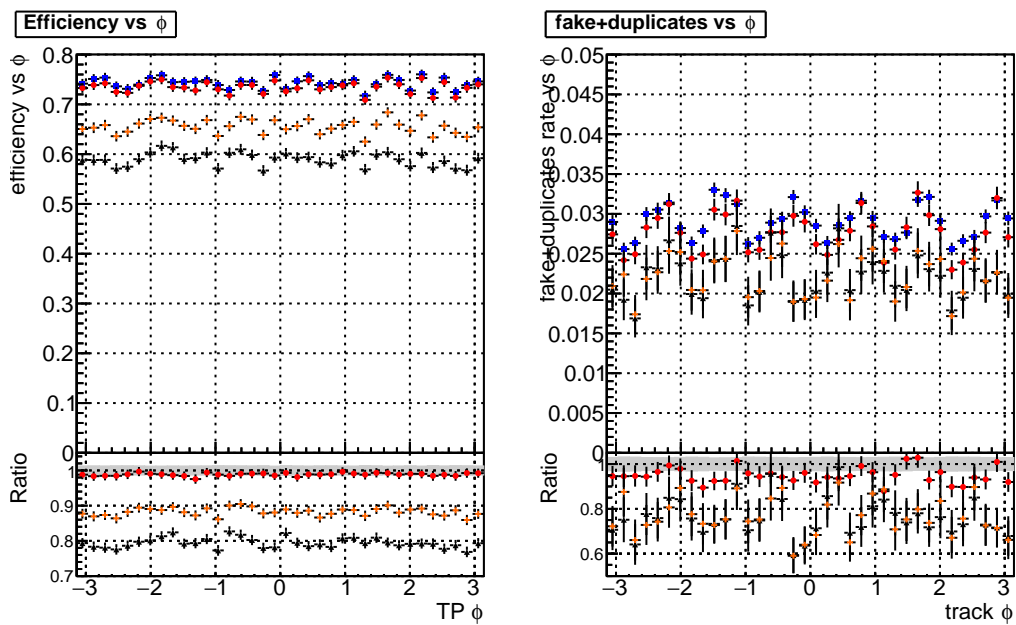 Efficiency vs ϕ
efficiency vs ϕ
0.8
0.7
0.6
0.5
0.4
0.3
0.2
0.1
0
Ratio
1
0.9
0.8
0.7
−3 −2 −1 0 1 2 3
TP ϕ
fake+duplicates vs ϕ
fake+duplicates rate vs ϕ
0.05
0.045
0.04
0.035
0.03
0.025
0.02
0.015
0.01
0.005
0
Ratio
1
0.8
0.6
−3 −2 −1 0 1 2 3
track ϕ